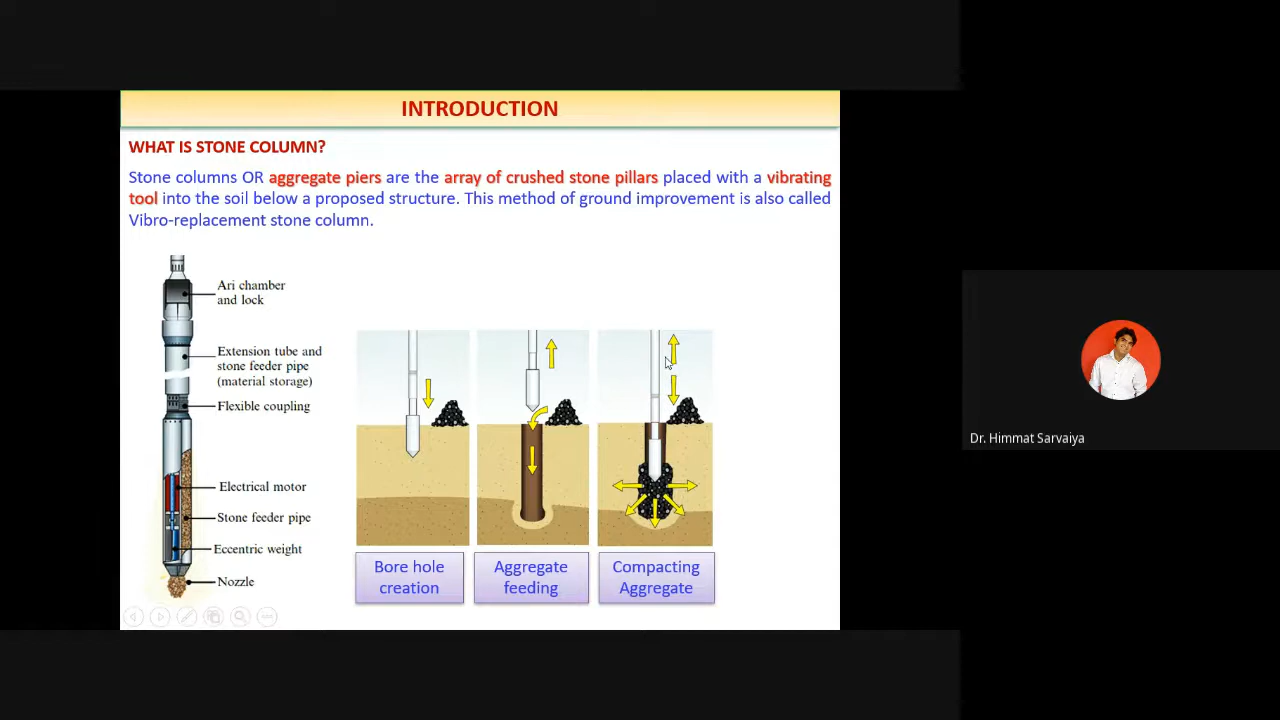 INTRODUCTION
WHAT IS STONE COLUMN?
Stone columns OR aggregate piers are the array of crushed stone pillars placed with a vibrating
tool into the soil below a proposed structure. This method of ground improvement is also called
Vibro-replacement stone column.
Ari chamber
and lock
Extension tube and
stone feeder pipe
(material storage)
Flexible coupling
Electrical motor
Stone feeder pipe
Eccentric weight
Nozzle
Bore hole
creation
Aggregate
feeding
Compacting
Aggregate
Dr. Himmat Sarvaiya